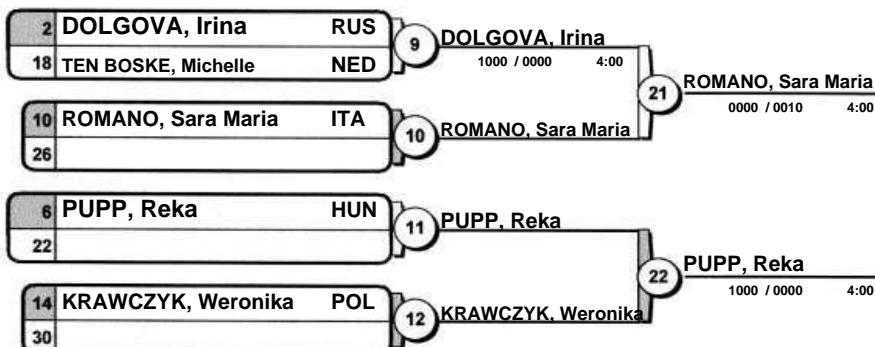 2 DOLGOVA, Irina RUS
18 TEN BOSKE, Michelle NED
9
DOLGOVA, Irina
1000 / 0000 4:00
10 ROMANO, Sara Maria ITA
26
10
ROMANO, Sara Maria
21
ROMANO, Sara Maria
0000 / 0010 4:00
6 PUPP, Reka HUN
22
11
PUPP, Reka
14 KRAWCZYK, Weronika POL
30
12
KRAWCZYK, Weronika
22
PUPP, Reka
1000 / 0000 4:00